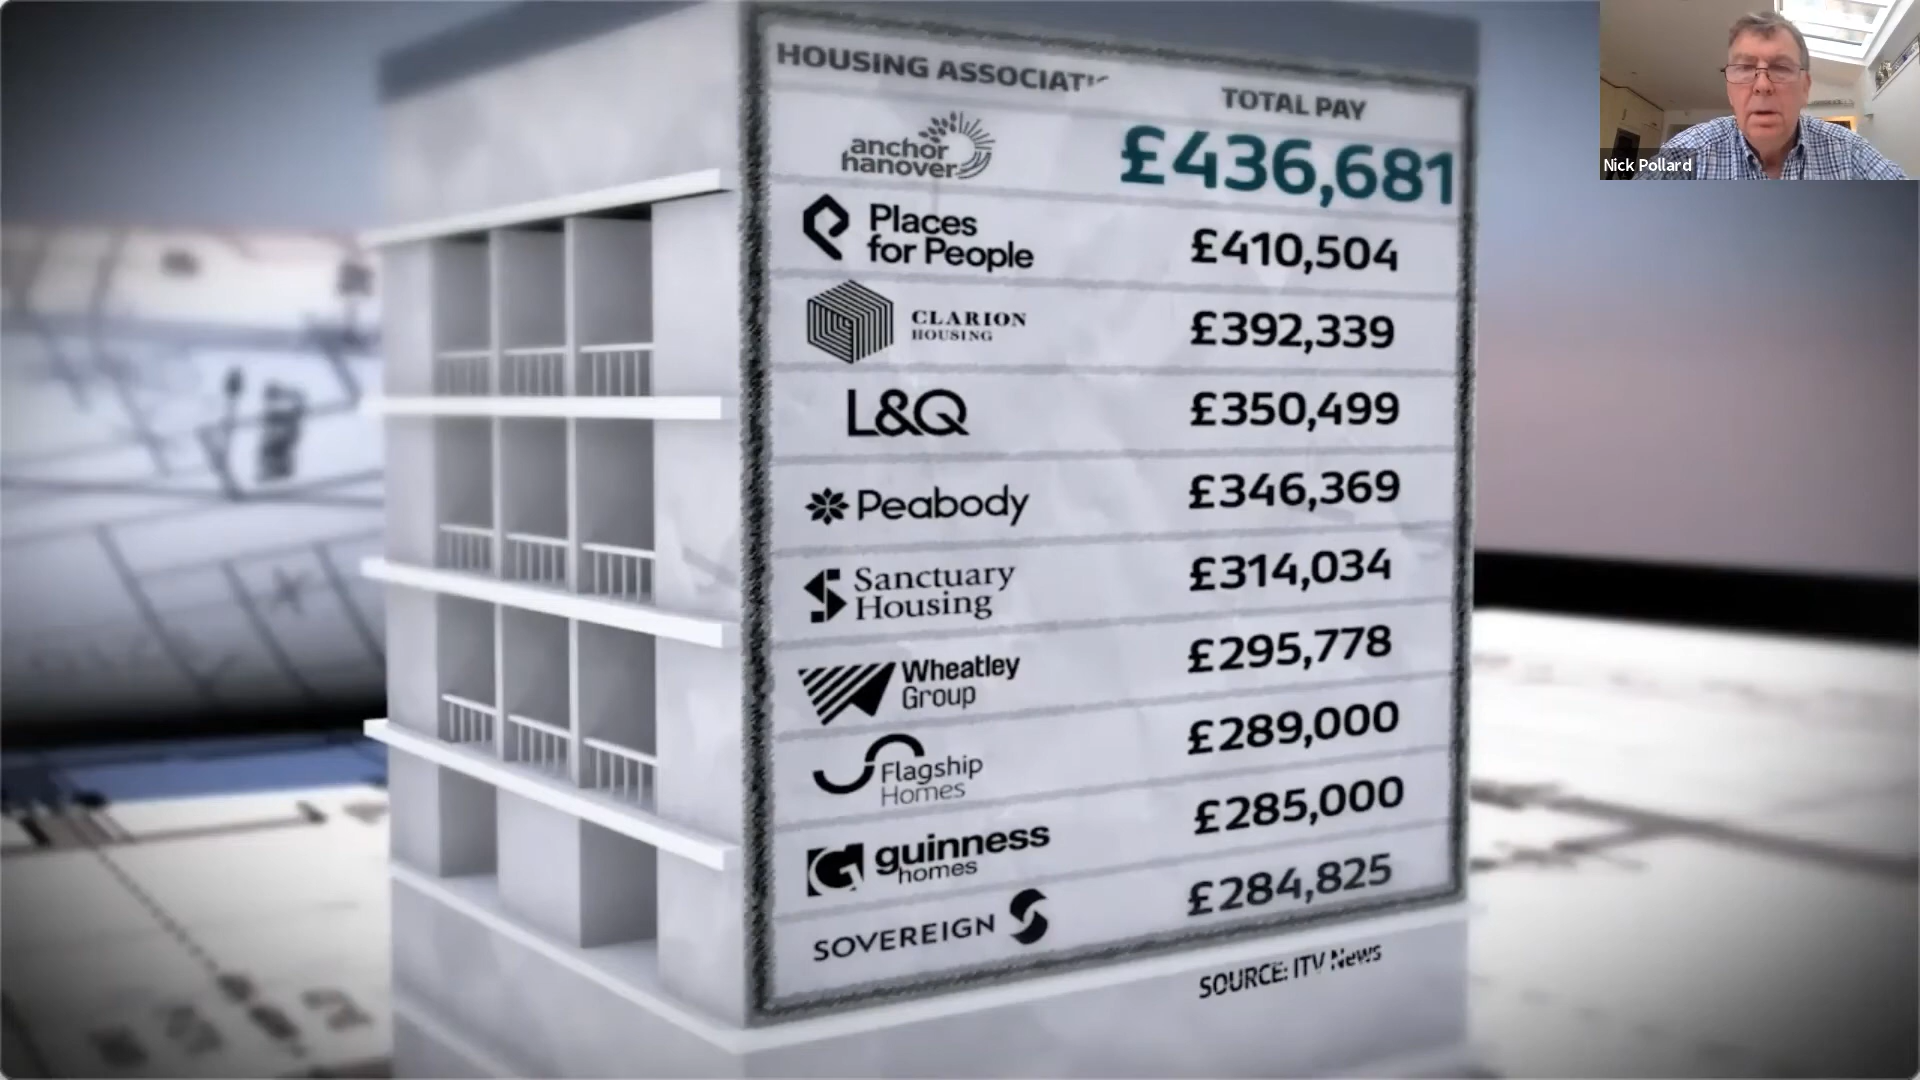 HOUSING ASSOCIATI
TOTAL PAY
anchor
hanover
£436,681
Places
for People
£410,504
CLARION
HOUSING
£392,339
L&Q
£350,499
Peabody
£346,369
Sanctuary
Housing
£314,034
Wheatley
Group
£295,778
Flagship
Homes
£289,000
guinness
homes
£285,000
SOVEREIGN
£284,825
SOURCE: ITV News
Nick Pollard